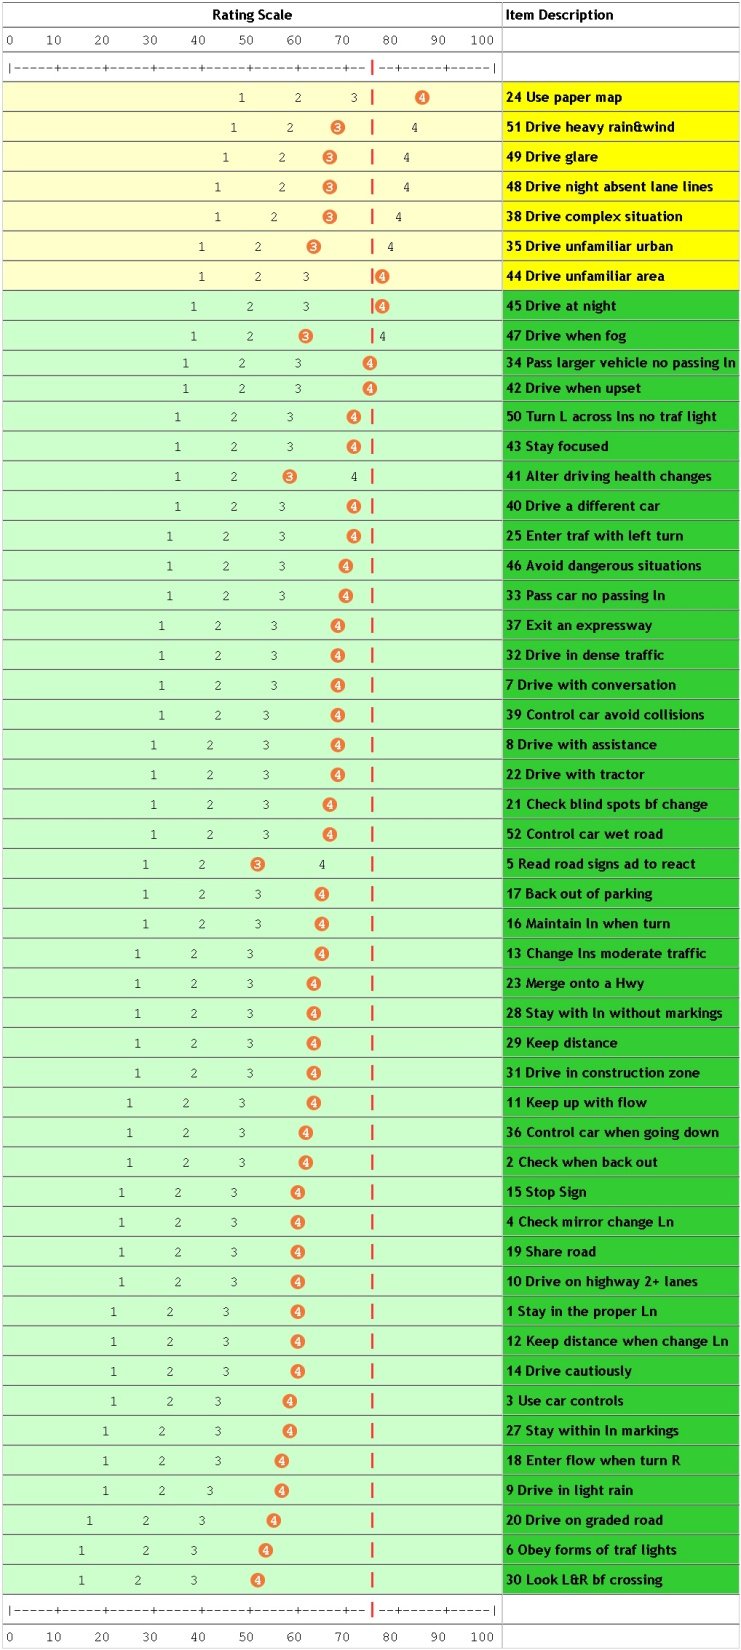 Rating Scale Item Description
0 10 20 30 40 50 60 70 80 90 100
|----+----+----+----+----+----+----+--|-+----+----|
1 2 3 4 24 Use paper map
1 2 3 4 51 Drive heavy rain&wind
1 2 3 4 49 Drive glare
1 2 3 4 48 Drive night absent lane lines
1 2 3 4 38 Drive complex situation
1 2 3 4 35 Drive unfamiliar urban
1 2 3 4 44 Drive unfamiliar area
1 2 3 4 45 Drive at night
1 2 3 4 47 Drive when fog
1 2 3 4 34 Pass larger vehicle no passing ln
1 2 3 4 42 Drive when upset
1 2 3 4 50 Turn L across lns no traf light
1 2 3 4 43 Stay focused
1 2 3 4 41 Alter driving health changes
1 2 3 4 40 Drive a different car
1 2 3 4 25 Enter traf with left turn
1 2 3 4 46 Avoid dangerous situations
1 2 3 4 33 Pass car no passing ln
1 2 3 4 37 Exit an expressway
1 2 3 4 32 Drive in dense traffic
1 2 3 4 7 Drive with conversation
1 2 3 4 39 Control car avoid collisions
1 2 3 4 8 Drive with assistance
1 2 3 4 22 Drive with tractor
1 2 3 4 21 Check blind spots bf change
1 2 3 4 52 Control car wet road
1 2 3 4 5 Read road signs ad to react
1 2 3 4 17 Back out of parking
1 2 3 4 16 Maintain ln when turn
1 2 3 4 13 Change lns moderate traffic
1 2 3 4 23 Merge onto a Hwy
1 2 3 4 28 Stay with ln without markings
1 2 3 4 29 Keep distance
1 2 3 4 31 Drive in construction zone
1 2 3 4 11 Keep up with flow
1 2 3 4 36 Control car when going down
1 2 3 4 2 Check when back out
1 2 3 4 15 Stop Sign
1 2 3 4 4 Check mirror change Ln
1 2 3 4 19 Share road
1 2 3 4 10 Drive on highway 2+ lanes
1 2 3 4 1 Stay in the proper Ln
1 2 3 4 12 Keep distance when change Ln
1 2 3 4 14 Drive cautiously
1 2 3 4 3 Use car controls
1 2 3 4 27 Stay within ln markings
1 2 3 4 18 Enter flow when turn R
1 2 3 4 9 Drive in light rain
1 2 3 4 20 Drive on graded road
1 2 3 4 6 Obey forms of traf lights
1 2 3 4 30 Look L&R bf crossing
|----+----+----+----+----+----+----+--|-+----+----|
0 10 20 30 40 50 60 70 80 90 100